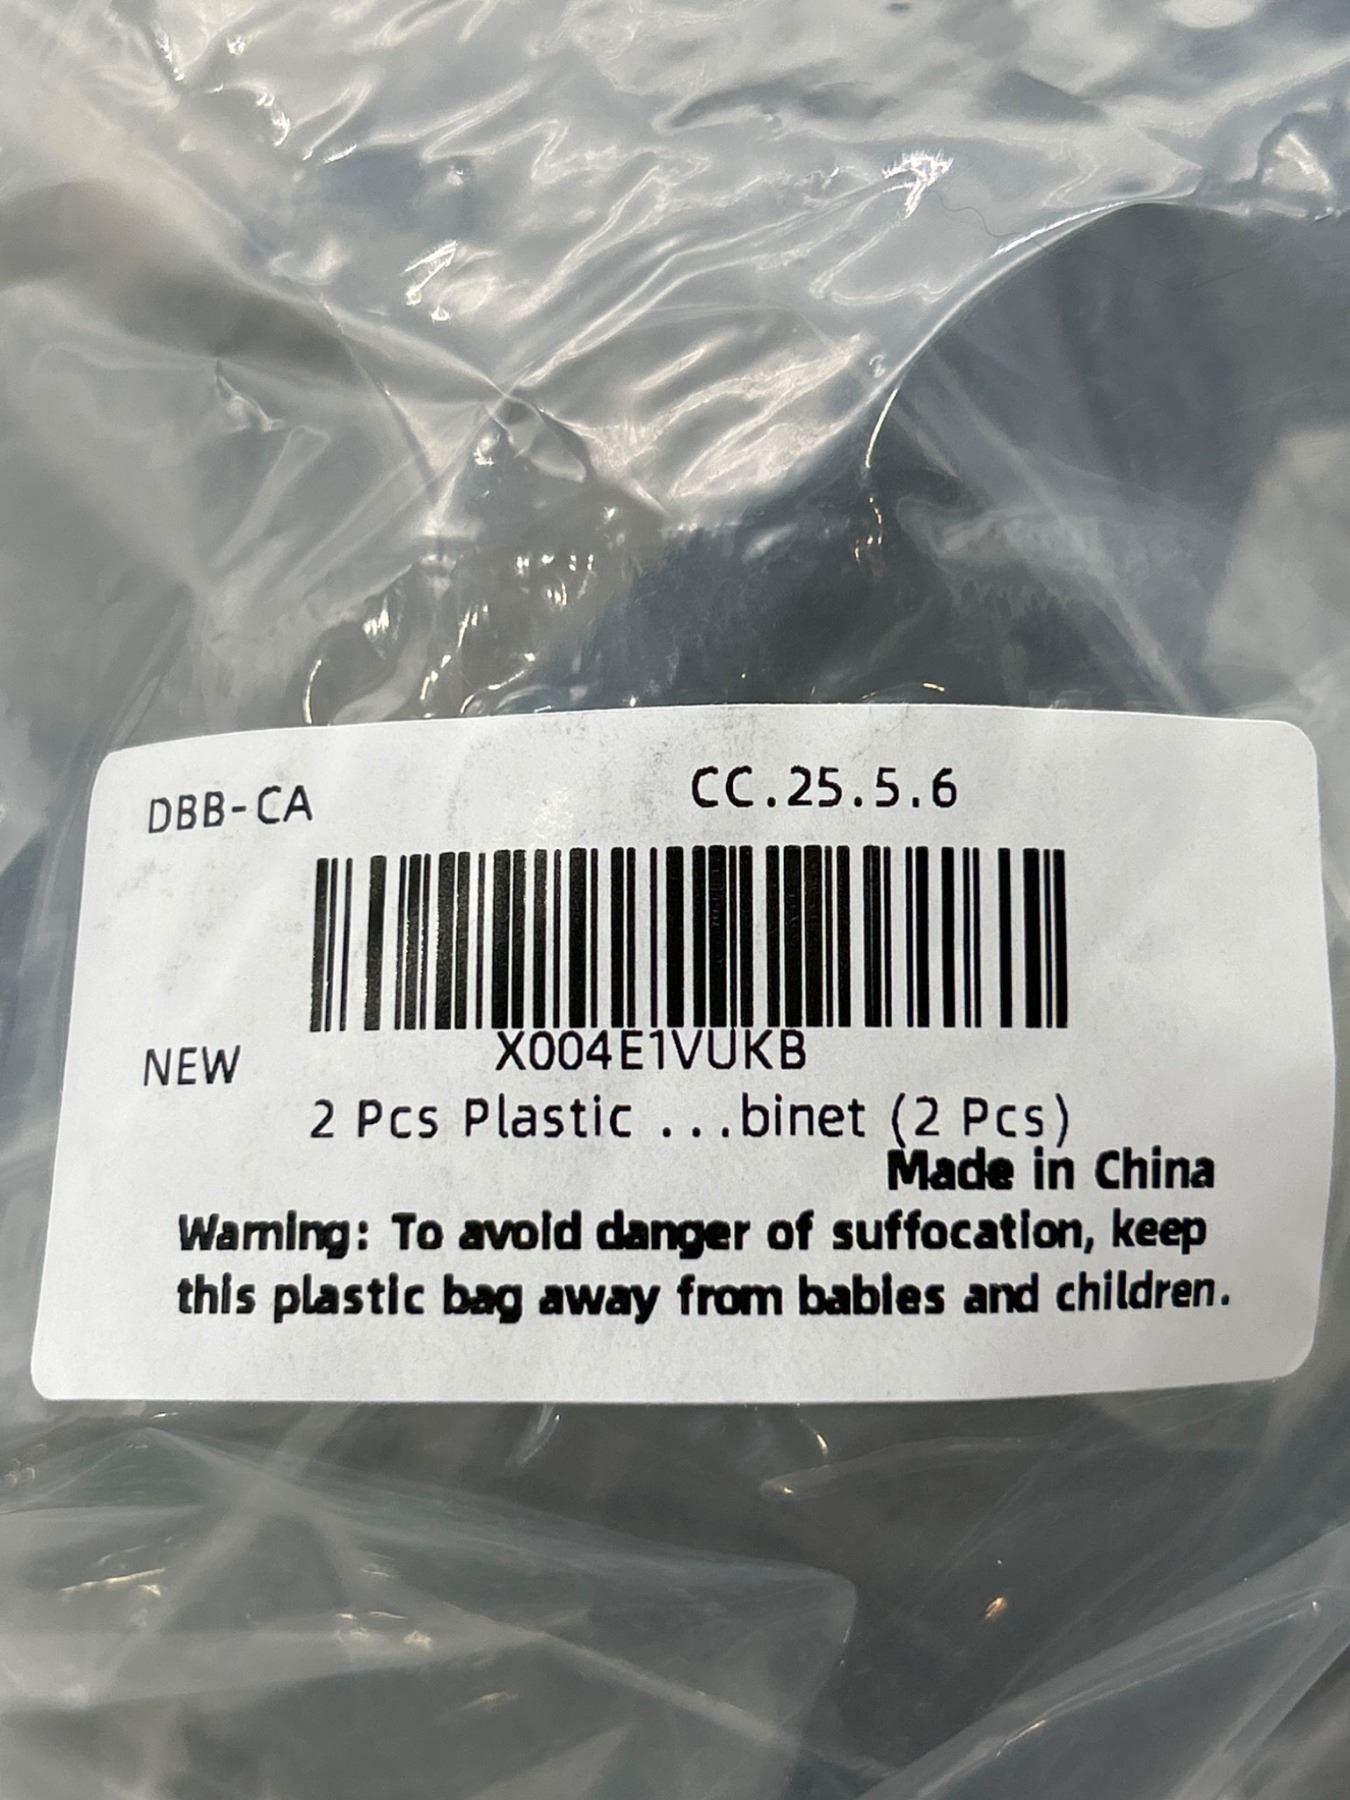 DBB-CA
CC.25.5.6
X004E1VUKB
NEW
2 Pcs Plastic ...binet (2 Pcs)
Made in China
Warning: To avoid danger of suffocation, keep
this plastic bag away from babies and children.